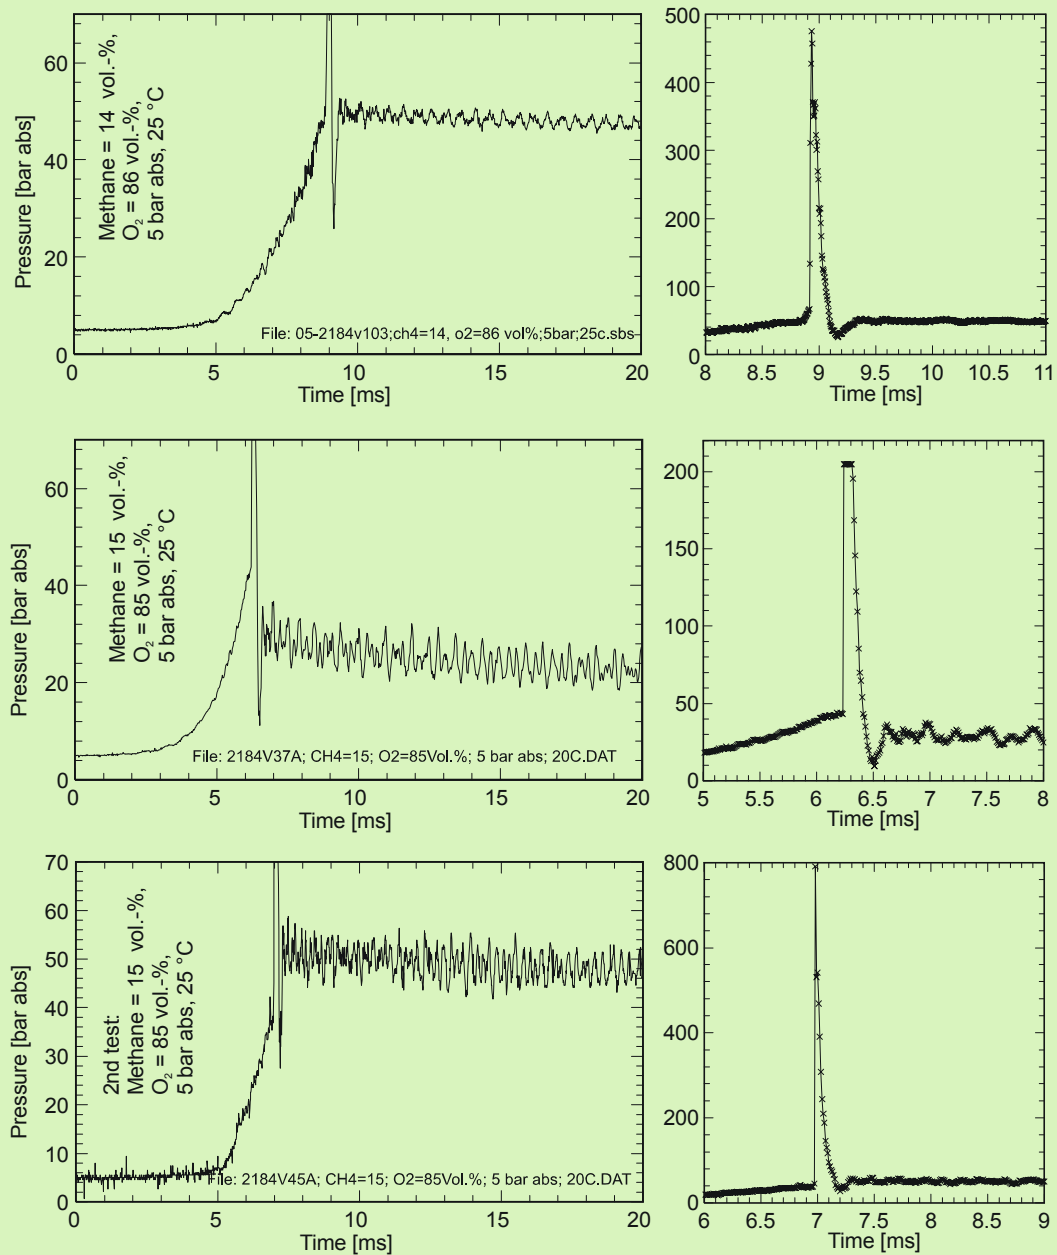 Pressure [bar abs]
60
40
20
0
Methane = 14 vol.-%,
O₂ = 86 vol.-%,
5 bar abs, 25 °C
File: 05-2184v103;ch4=14, o2=86 vol%;5bar;25c.sbs
0 5 10 15 20
Time [ms]
500
400
300
200
100
0
8 8.5 9 9.5 10 10.5 11
Time [ms]
Pressure [bar abs]
60
40
20
0
Methane = 15 vol.-%,
O₂ = 85 vol.-%,
5 bar abs, 25 °C
File: 2184V37A; CH4=15; O2=85Vol.%; 5 bar abs; 20C.DAT
0 5 10 15 20
Time [ms]
200
150
100
50
0
5 5.5 6 6.5 7 7.5 8
Time [ms]
Pressure [bar abs]
70
60
50
40
30
20
10
0
2nd test:
Methane = 15 vol.-%,
O₂ = 85 vol.-%,
5 bar abs, 25 °C
File: 2184V45A; CH4=15; O2=85Vol.%; 5 bar abs; 20C.DAT
0 5 10 15 20
Time [ms]
800
600
400
200
0
6 6.5 7 7.5 8 8.5 9
Time [ms]